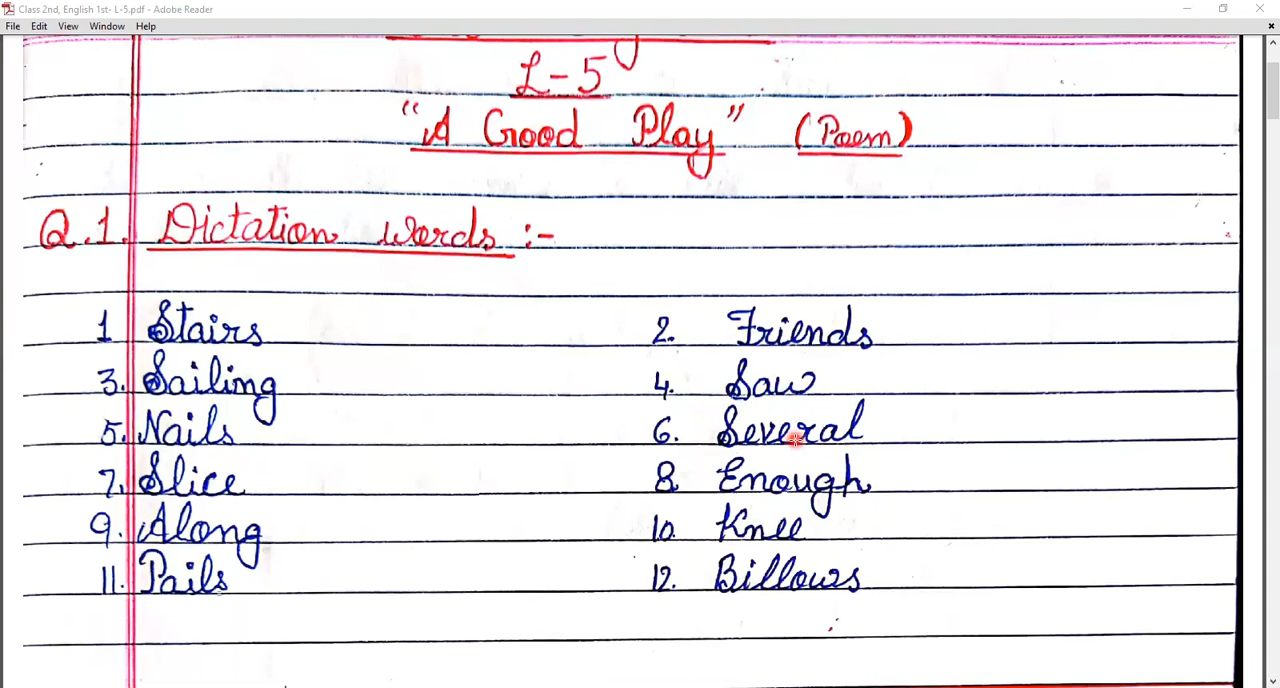 Class 2nd, English 1st- L-5.pdf - Adobe Reader
File Edit View Window Help
L-5
"A Good Play" (Poem)
Q.1. Dictation words :-
1 Stairs 2. Friends
3. Sailing 4. Saw
5. Nails 6. Several
7. Slice 8. Enough
9. Along 10. Knee
11. Pails 12. Billows